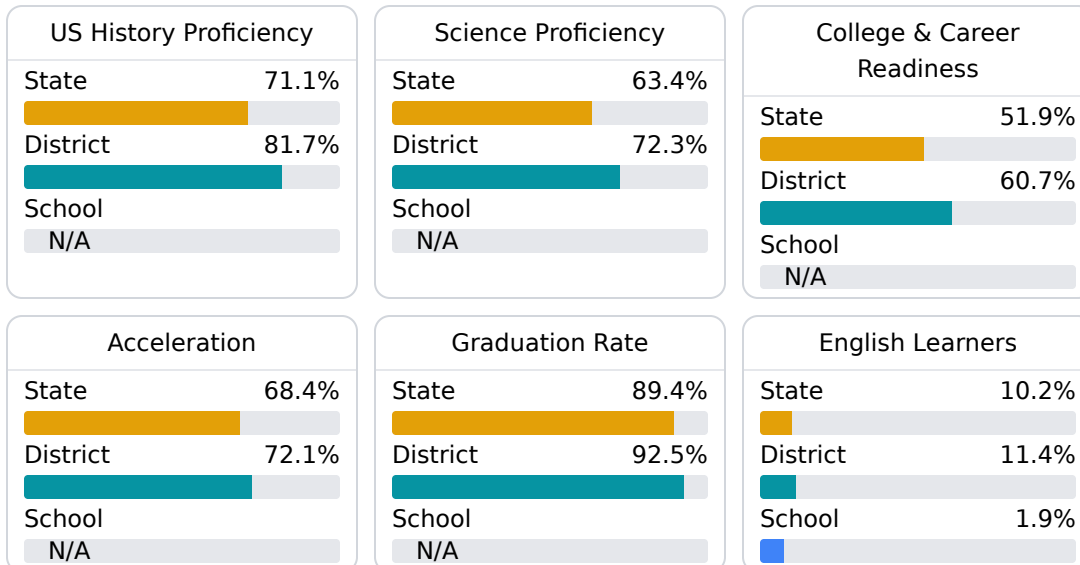 US History Proficiency
State 71.1%
District 81.7%
School
N/A
Science Proficiency
State 63.4%
District 72.3%
School
N/A
College & Career
Readiness
State 51.9%
District 60.7%
School
N/A
Acceleration
State 68.4%
District 72.1%
School
N/A
Graduation Rate
State 89.4%
District 92.5%
School
N/A
English Learners
State 10.2%
District 11.4%
School 1.9%